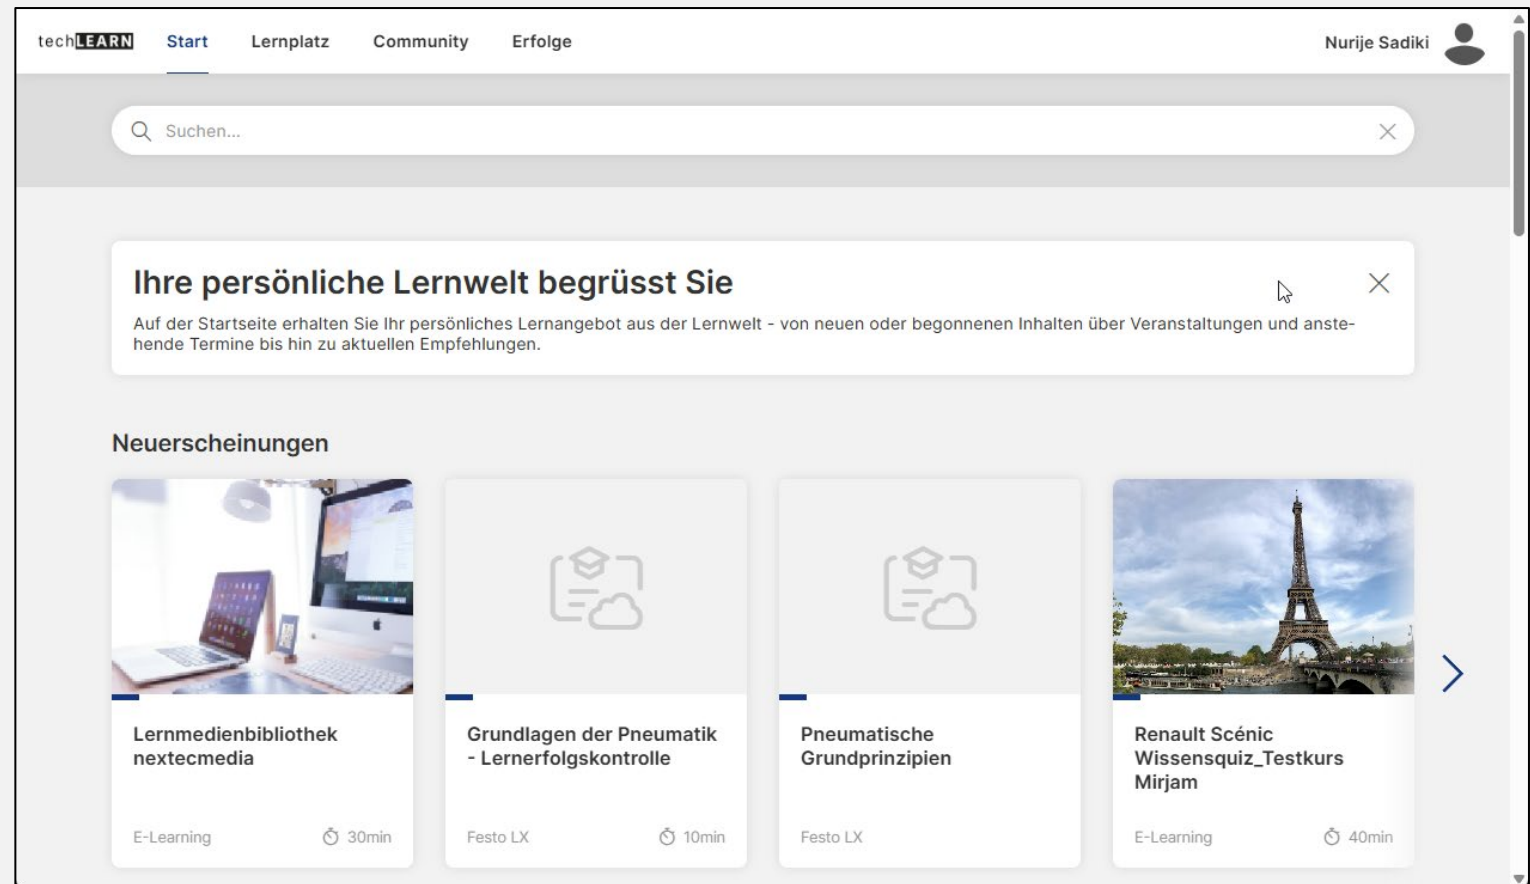 techLEARN Start Lernplatz Community Erfolge Nurije Sadiki
Suchen...
Ihre persönliche Lernwelt begrüsst Sie
Auf der Startseite erhalten Sie Ihr persönliches Lernangebot aus der Lernwelt - von neuen oder begonnenen Inhalten über Veranstaltungen und anste-
hende Termine bis hin zu aktuellen Empfehlungen.
Neuerscheinungen
Lernmedienbibliothek
nextecmedia
E-Learning 30min
Grundlagen der Pneumatik
- Lernerfolgskontrolle
Festo LX 10min
Pneumatische
Grundprinzipien
Festo LX
Renault Scénic
Wissensquiz_Testkurs
Mirjam
E-Learning 40min